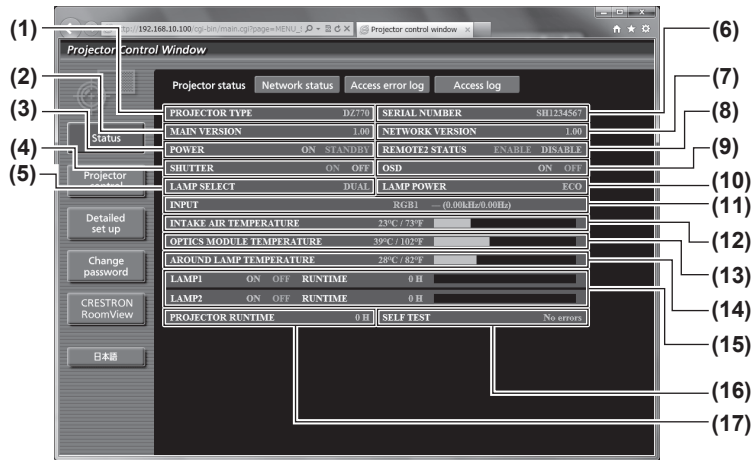 192.168.10.100/cgi-bin/main.cgi?page=MENU_
Projector control window
Projector Control Window
Projector status Network status Access error log Access log
Status
Projector control
Detailed set up
Change password
CRESTRON RoomView
日本語
PROJECTOR TYPE DZ770 SERIAL NUMBER SH1234567
MAIN VERSION 1.00 NETWORK VERSION 1.00
POWER ON STANDBY REMOTE2 STATUS ENABLE DISABLE
SHUTTER ON OFF OSD ON OFF
LAMP SELECT DUAL LAMP POWER ECO
INPUT RGB1 — (0.00kHz/0.00Hz)
INTAKE AIR TEMPERATURE 23°C / 73°F
OPTICS MODULE TEMPERATURE 39°C / 102°F
AROUND LAMP TEMPERATURE 28°C / 82°F
LAMP1 ON OFF RUNTIME 0 H
LAMP2 ON OFF RUNTIME 0 H
PROJECTOR RUNTIME 0 H SELF TEST No errors
(1)
(2)
(3)
(4)
(5)
(6)
(7)
(8)
(9)
(10)
(11)
(12)
(13)
(14)
(15)
(16)
(17)